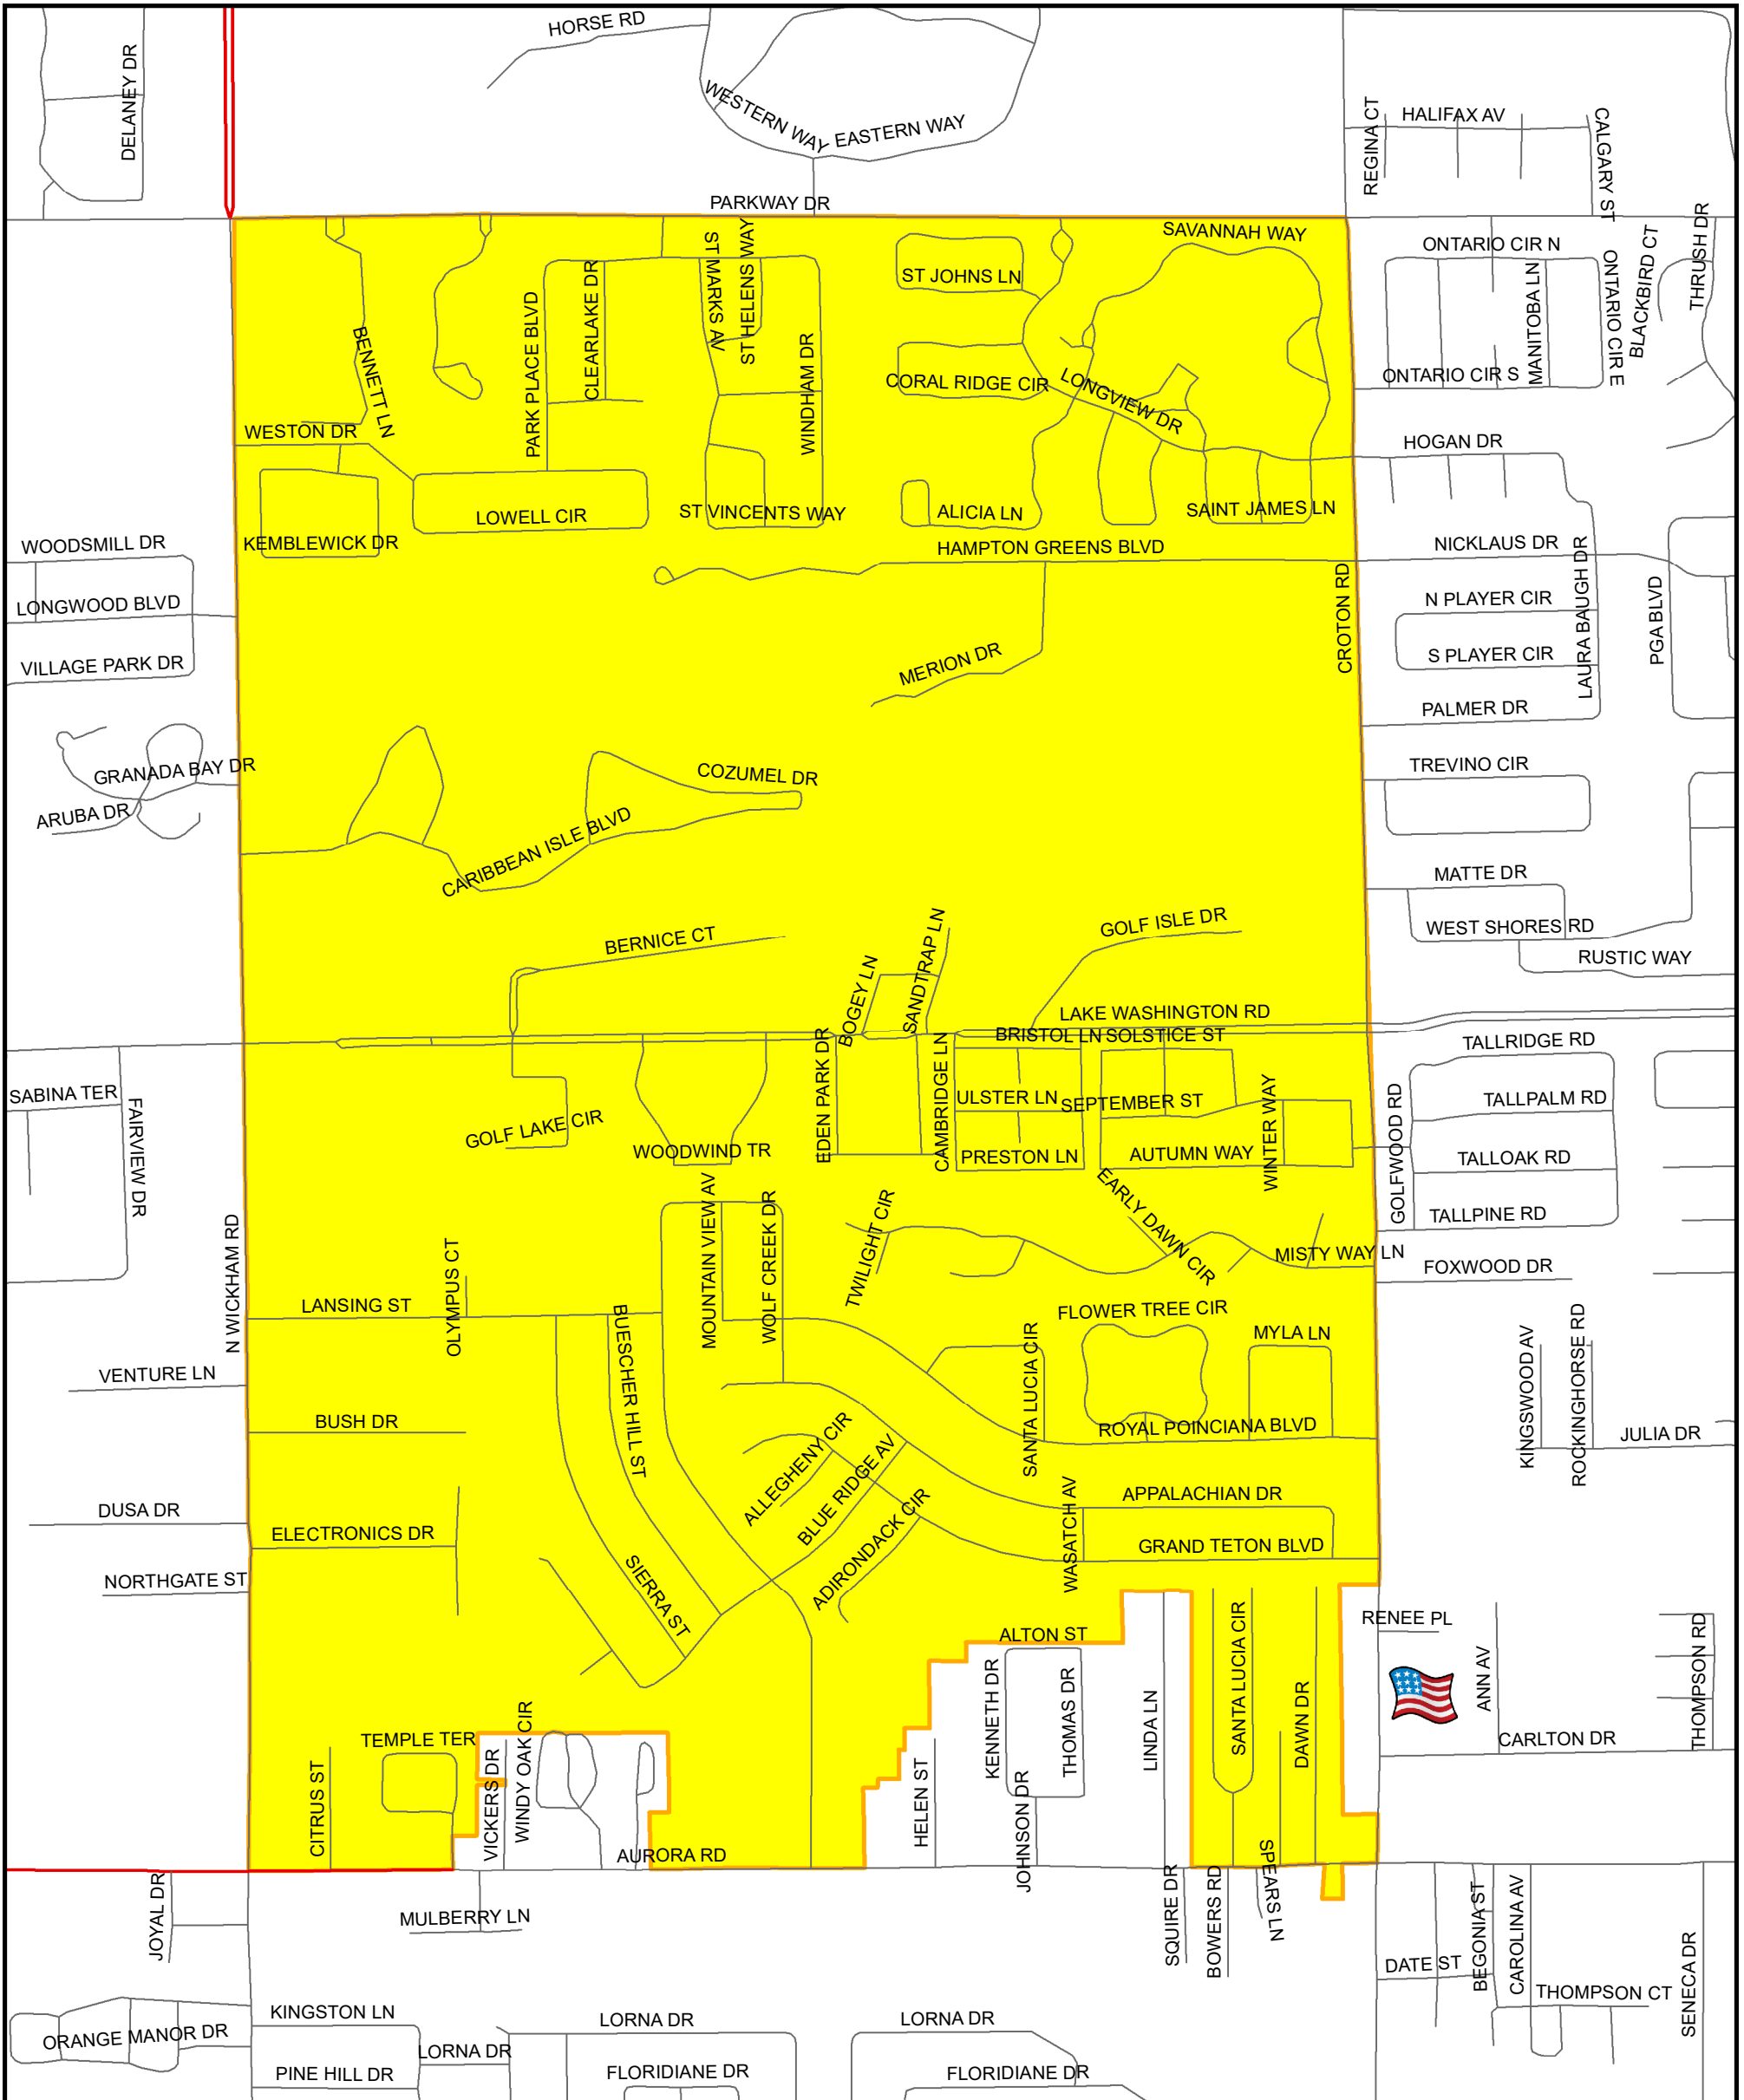 HORSE RD
DELANEY DR
WESTERN WAY
EASTERN WAY
REGINA CT
HALIFAX AV
CALGARY ST
PARKWAY DR
SAVANNAH WAY
ONTARIO CIR N
ONTARIO CIR E
BLACKBIRD CT
THRUSH DR
ST MARKS AV
ST HELENS WAY
ST JOHNS LN
MANITOBA LN
BENNETT LN
PARK PLACE BLVD
CLEARLAKE DR
WINDHAM DR
CORAL RIDGE CIR
LONGVIEW DR
ONTARIO CIR S
WESTON DR
HOGAN DR
LOWELL CIR
ST VINCENTS WAY
ALICIA LN
SAINT JAMES LN
WOODSMILL DR
KEMBLEWICK DR
HAMPTON GREENS BLVD
NICKLAUS DR
LONGWOOD BLVD
CROTON RD
N PLAYER CIR
LAURA BAUGH DR
PGA BLVD
VILLAGE PARK DR
MERION DR
S PLAYER CIR
PALMER DR
GRANADA BAY DR
COZUMEL DR
TREVINO CIR
ARUBA DR
CARIBBEAN ISLE BLVD
MATTE DR
BERNICE CT
GOLF ISLE DR
WEST SHORES RD
RUSTIC WAY
BOGEY LN
SANDTRAP LN
LAKE WASHINGTON RD
BRISTOL LN
SOLSTICE ST
TALLRIDGE RD
SABINA TER
FAIRVIEW DR
GOLF LAKE CIR
WOODWIND TR
EDEN PARK DR
CAMBRIDGE LN
ULSTER LN
SEPTEMBER ST
WINTER WAY
GOLFWOOD RD
TALLPALM RD
PRESTON LN
AUTUMN WAY
TALLOAK RD
TALLPINE RD
N WICKHAM RD
OLYMPUS CT
MOUNTAIN VIEW AV
WOLF CREEK DR
TWILIGHT CIR
EARLY DAWN CIR
MISTY WAY LN
FOXWOOD DR
LANSING ST
BUESCHER HILL ST
FLOWER TREE CIR
MYLA LN
SANTA LUCIA CIR
KINGSWOOD AV
ROCKINGHORSE RD
VENTURE LN
BUSH DR
ROYAL POINCIANA BLVD
JULIA DR
ALLEGHENY CIR
BLUE RIDGE AV
ADIRONDACK CIR
WASATCH AV
APPALACHIAN DR
DUSA DR
ELECTRONICS DR
GRAND TETON BLVD
NORTHGATE ST
SIERRA ST
ALTON ST
RENEE PL
KENNETH DR
THOMAS DR
LINDA LN
SANTA LUCIA CIR
DAWN DR
ANN AV
THOMPSON RD
TEMPLE TER
CITRUS ST
VICKERS DR
WINDY OAK CIR
CARLTON DR
HELEN ST
JOHNSON DR
AURORA RD
SPEARS LN
JOYAL DR
MULBERRY LN
SQUIRE DR
BOWERS RD
DATE ST
BEGONIA ST
CAROLINA AV
THOMPSON CT
SENECA DR
ORANGE MANOR DR
KINGSTON LN
LORNA DR
LORNA DR
LORNA DR
PINE HILL DR
FLORIDIANE DR
FLORIDIANE DR